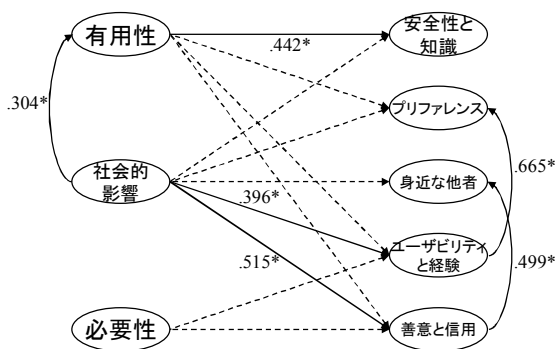 有用性
.442*
安全性と
知識
プリファレンス
.304*
社会的
影響
身近な他者
.665*
.396*
ユーザビリティ
と経験
.515*
.499*
必要性
善意と信用